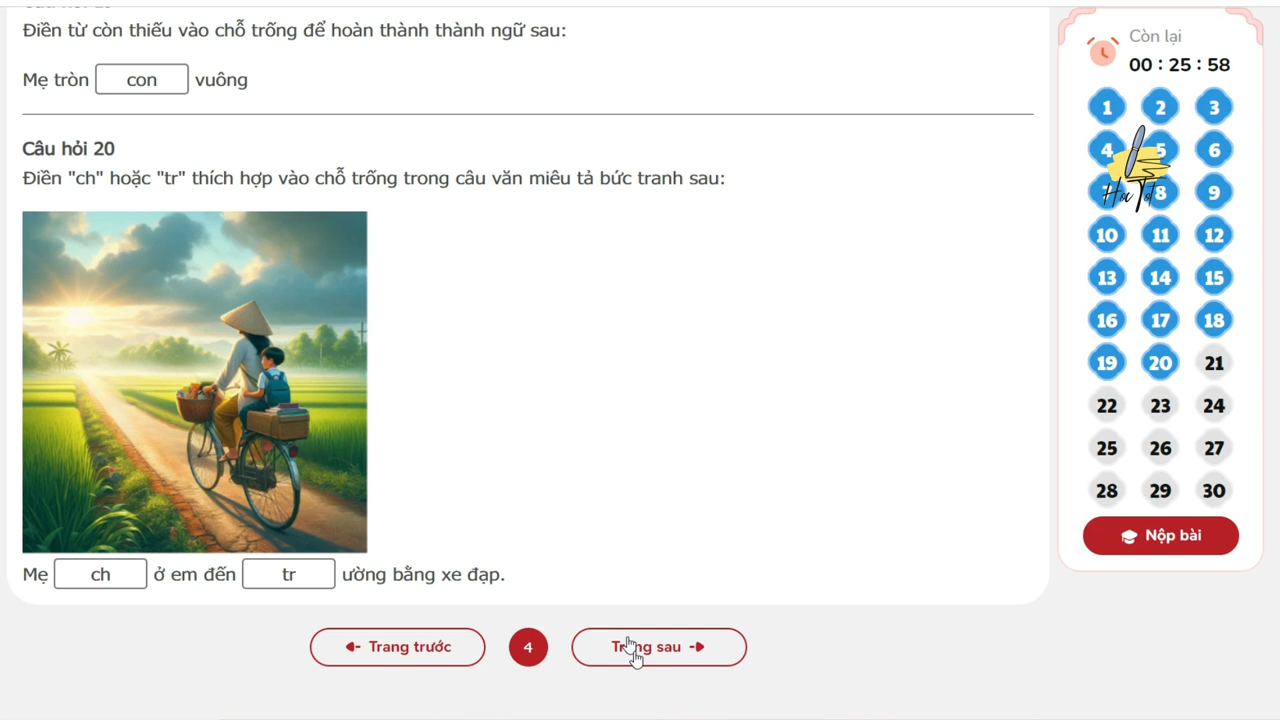 Điền từ còn thiếu vào chỗ trống để hoàn thành thành ngữ sau:
Mẹ tròn con vuông
Câu hỏi 20
Điền "ch" hoặc "tr" thích hợp vào chỗ trống trong câu văn miêu tả bức tranh sau:
Mẹ ch ở em đến tr ường bằng xe đạp.
Trang trước 4 Trang sau
Còn lại
00 : 25 : 58
1 2 3
4 5 6
8 9
Học Tốt
10 11 12
13 14 15
16 17 18
19 20 21
22 23 24
25 26 27
28 29 30
Nộp bài